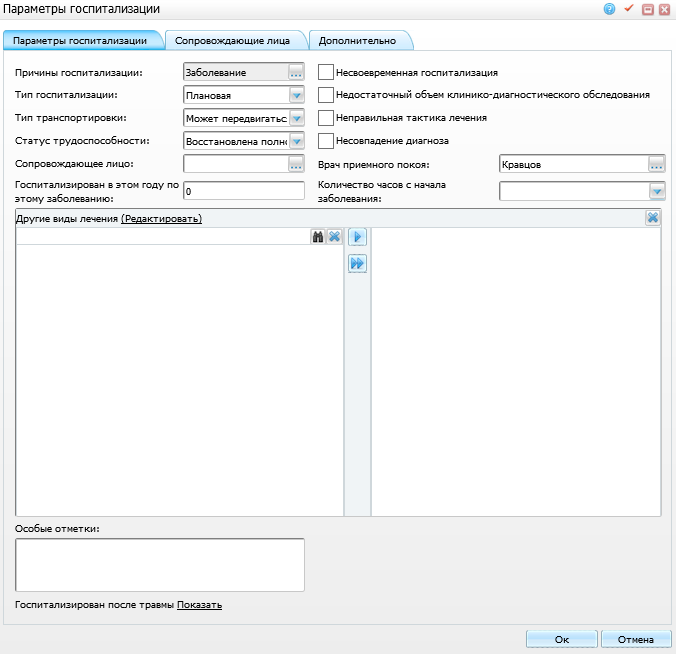 Параметры госпитализации
Параметры госпитализации
Сопровождающие лица
Дополнительно
Причины госпитализации:
Заболевание
Несвоевременная госпитализация
Тип госпитализации:
Плановая
Недостаточный объем клинико-диагностического обследования
Тип транспортировки:
Может передвигатьс
Неправильная тактика лечения
Статус трудоспособности:
Восстановлена полно
Несовпадение диагноза
Сопровождающее лицо:
Врач приемного покоя:
Кравцов
Госпитализирован в этом году по
этому заболеванию:
0
Количество часов с начала
заболевания:
Другие виды лечения (Редактировать)
Особые отметки:
Госпитализирован после травмы Показать
Ок
Отмена